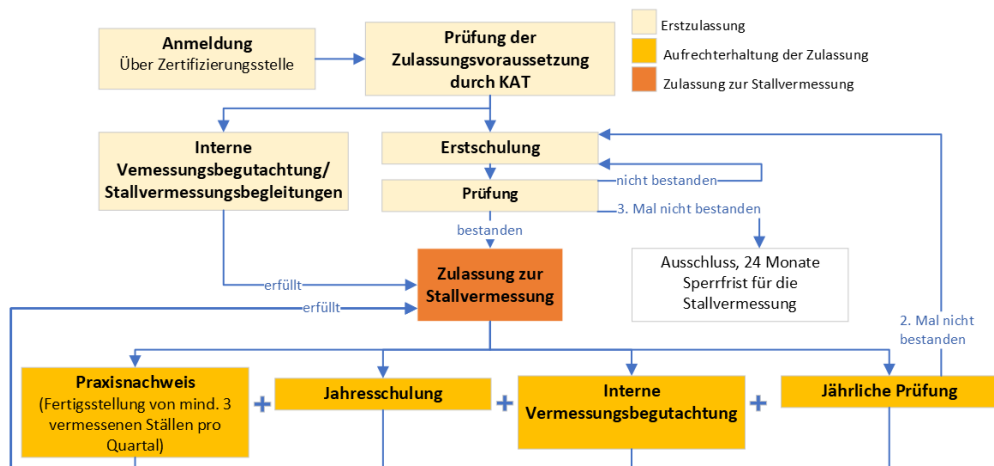 Erstzulassung
Aufrechterhaltung der Zulassung
Zulassung zur Stallvermessung
Anmeldung
Über Zertifizierungsstelle
Prüfung der
Zulassungsvoraussetzung
durch KAT
Interne
Vemessungsbegutachtung/
Stallvermessungsbegleitungen
Erstschulung
nicht bestanden
Prüfung
3. Mal nicht bestanden
bestanden
Ausschluss, 24 Monate
Sperrfrist für die
Stallvermessung
Zulassung zur
Stallvermessung
erfüllt
erfüllt
2. Mal nicht
bestanden
Praxisnachweis
(Fertigsstellung von mind. 3
vermessenen Ställen pro
Quartal)
+
Jahresschulung
+
Interne
Vermessungsbegutachtung
+
Jährliche Prüfung